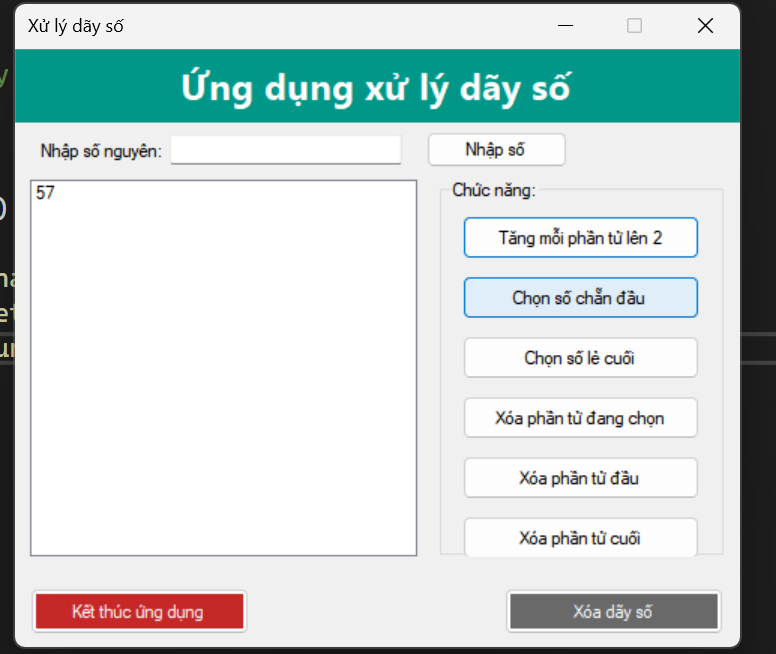 Xử lý dãy số
Ứng dụng xử lý dãy số
Nhập số nguyên:
Nhập số
57
Chức năng:
Tăng mỗi phần tử lên 2
Chọn số chẵn đầu
Chọn số lẻ cuối
Xóa phần tử đang chọn
Xóa phần tử đầu
Xóa phần tử cuối
Kết thúc ứng dụng
Xóa dãy số